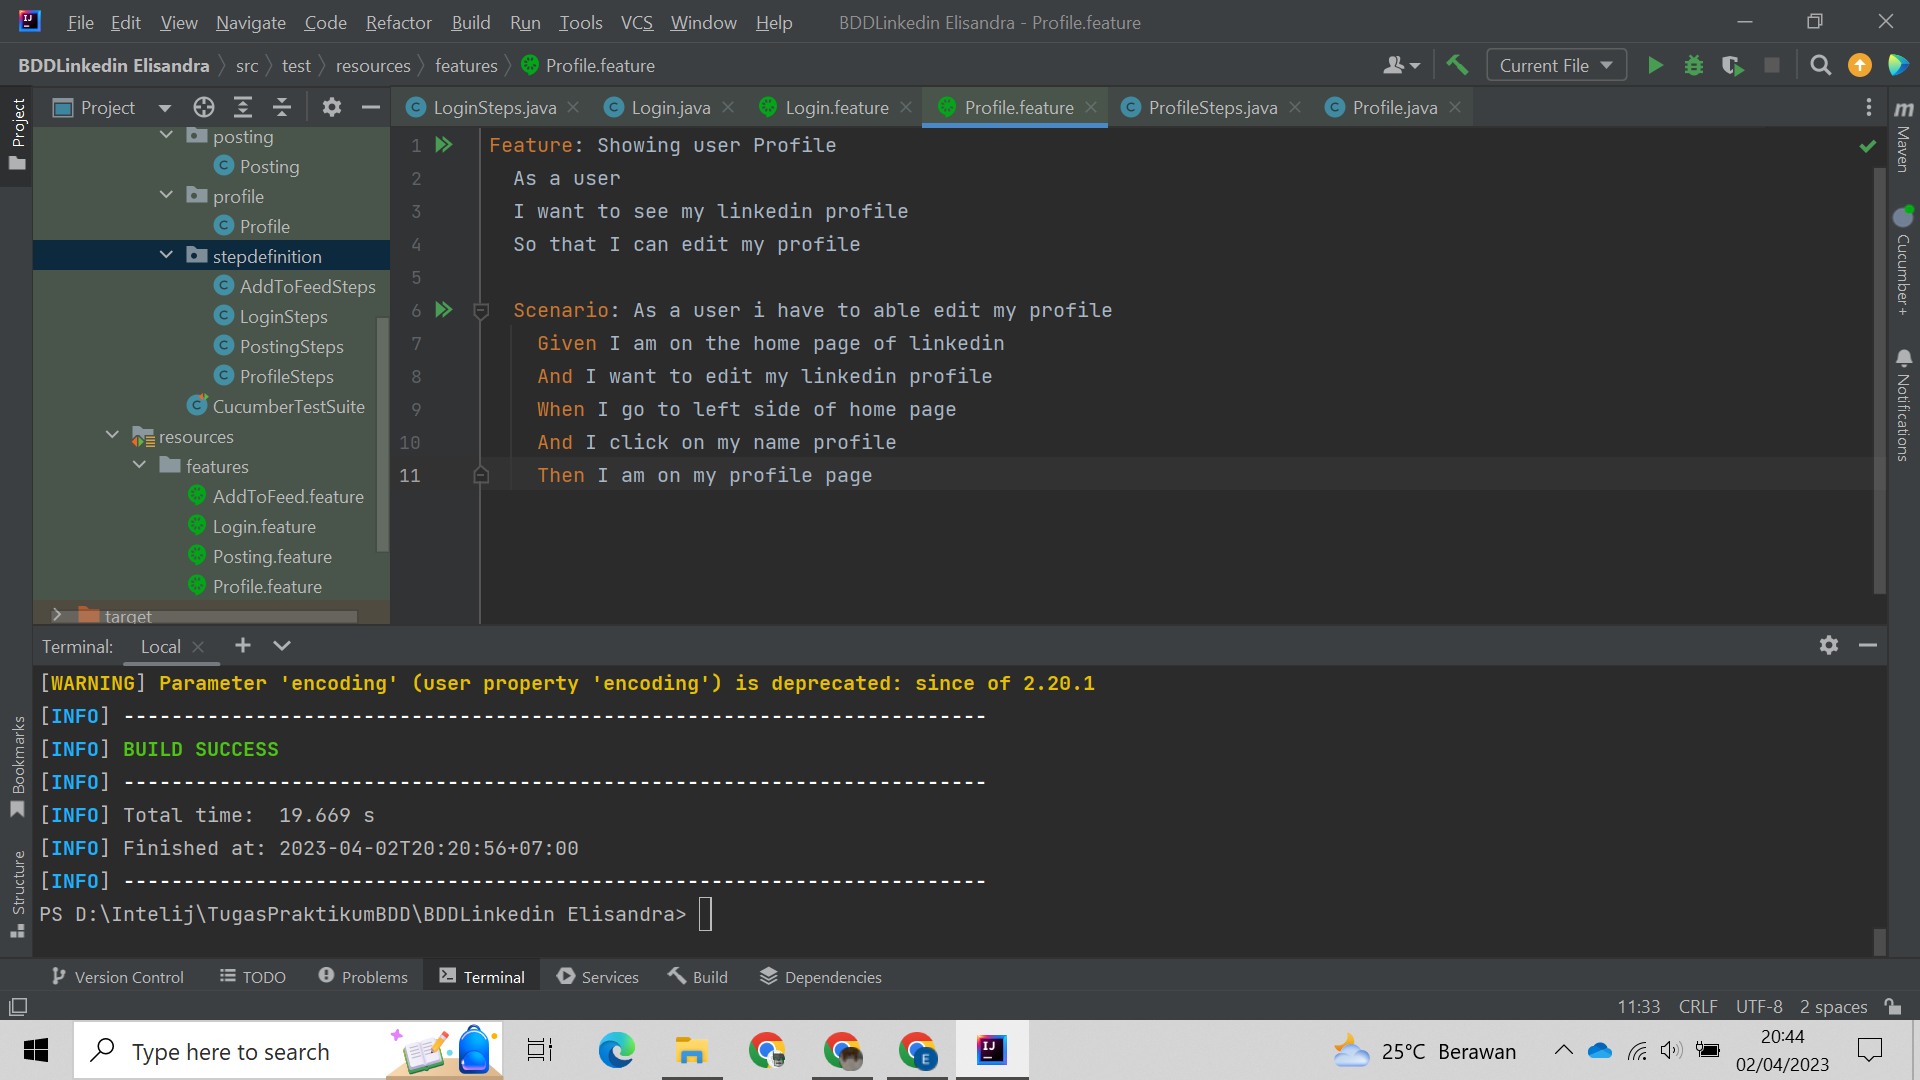 File Edit View Navigate Code Refactor Build Run Tools VCS Window Help BDDLinkedin Elisandra - Profile.feature
BDDLinkedin Elisandra src test resources features Profile.feature Current File
Project LoginSteps.java Login.java Login.feature Profile.feature ProfileSteps.java Profile.java
Project
posting
Posting
profile
Profile
stepdefinition
AddToFeedSteps
LoginSteps
PostingSteps
ProfileSteps
CucumberTestSuite
resources
features
AddToFeed.feature
Login.feature
Posting.feature
Profile.feature
target
1 Feature: Showing user Profile
2 As a user
3 I want to see my linkedin profile
4 So that I can edit my profile
5
6 Scenario: As a user i have to able edit my profile
7 Given I am on the home page of linkedin
8 And I want to edit my linkedin profile
9 When I go to left side of home page
10 And I click on my name profile
11 Then I am on my profile page
m Maven
Cucumber+
Notifications
Terminal: Local
[WARNING] Parameter 'encoding' (user property 'encoding') is deprecated: since of 2.20.1
[INFO] ------------------------------------------------------------------------
[INFO] BUILD SUCCESS
[INFO] ------------------------------------------------------------------------
[INFO] Total time:  19.669 s
[INFO] Finished at: 2023-04-02T20:20:56+07:00
[INFO] ------------------------------------------------------------------------
PS D:\Intelij\TugasPraktikumBDD\BDDLinkedin Elisandra>
Bookmarks
Structure
Version Control TODO Problems Terminal Services Build Dependencies
11:33 CRLF UTF-8 2 spaces
Type here to search
E
IJ
25°C Berawan
20:44
02/04/2023